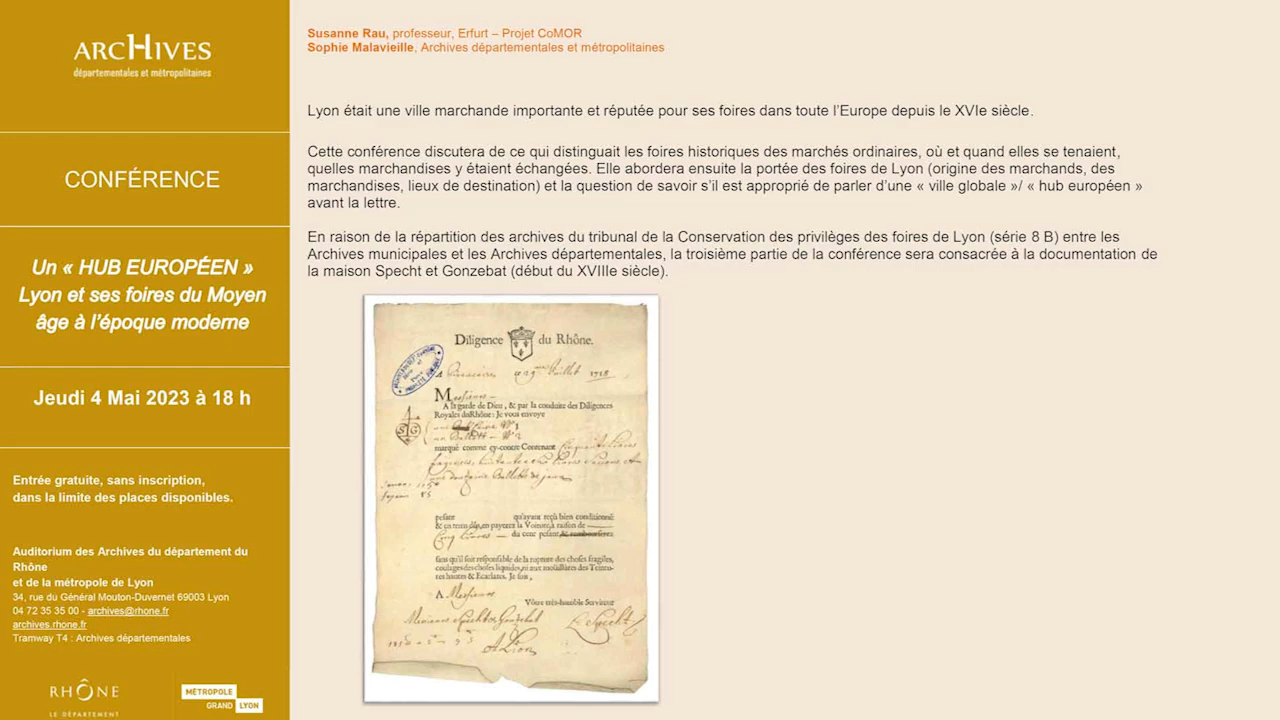 ARCHIVES
départementales et métropolitaines
CONFÉRENCE
Un « HUB EUROPÉEN »
Lyon et ses foires du Moyen
âge à l'époque moderne
Jeudi 4 Mai 2023 à 18 h
Entrée gratuite, sans inscription,
dans la limite des places disponibles.
Auditorium des Archives du département du
Rhône
et de la métropole de Lyon
34, rue du Général Mouton-Duvernet 69003 Lyon
04 72 35 35 00 - archives@rhone.fr
archives.rhone.fr
Tramway T4 : Archives départementales
RHÔNE
LE DÉPARTEMENT
MÉTROPOLE
GRAND LYON
Susanne Rau, professeur, Erfurt – Projet CoMOR
Sophie Malavieille, Archives départementales et métropolitaines
Lyon était une ville marchande importante et réputée pour ses foires dans toute l'Europe depuis le XVIe siècle.
Cette conférence discutera de ce qui distinguait les foires historiques des marchés ordinaires, où et quand elles se tenaient,
quelles marchandises y étaient échangées. Elle abordera ensuite la portée des foires de Lyon (origine des marchands, des
marchandises, lieux de destination) et la question de savoir s'il est approprié de parler d'une « ville globale »/ « hub européen »
avant la lettre.
En raison de la répartition des archives du tribunal de la Conservation des privilèges des foires de Lyon (série 8 B) entre les
Archives municipales et les Archives départementales, la troisième partie de la conférence sera consacrée à la documentation de
la maison Specht et Gonzebat (début du XVIIIe siècle).
Diligence du Rhône.
Messieurs
A la garde de Dieu, & par la conduite des Diligences
Royales du Rhône: Je vous envoye
SG
marqué comme cy-contre Contenant
pesant qu'ayant reçû bien conditionné
& en tems dû, en payerez la Voiture, à raison de
Cinq Livres du cent pesant
sans qu'il soit responsable de la rupture des choses fragiles,
coulages des choses liquides, ni aux mouillures des Teintu-
res hautes & Ecarlates. Je suis,
A Messieurs
Vôtre très-humble Serviteur
A Lion